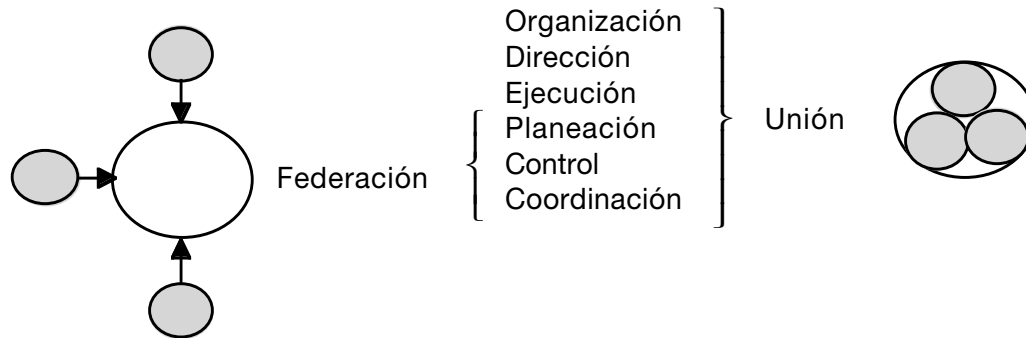 Organización
Dirección
Ejecución
Planeación
Control
Coordinación
Federación
Unión